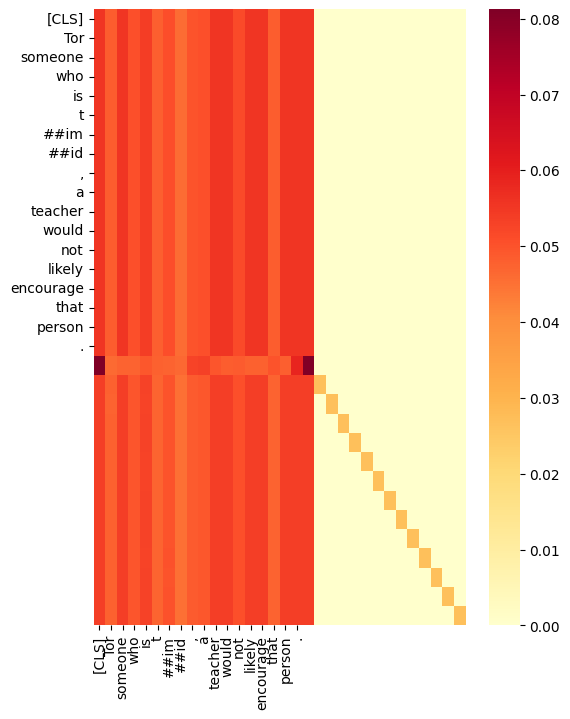 [CLS]
Tor
someone
who
is
t
##im
##id
,
a
teacher
would
not
likely
encourage
that
person
.
0.08
0.07
0.06
0.05
0.04
0.03
0.02
0.01
0.00
[CLS]
Tor
someone
who
is
t
##im
##id
,
a
teacher
would
not
likely
encourage
that
person
.